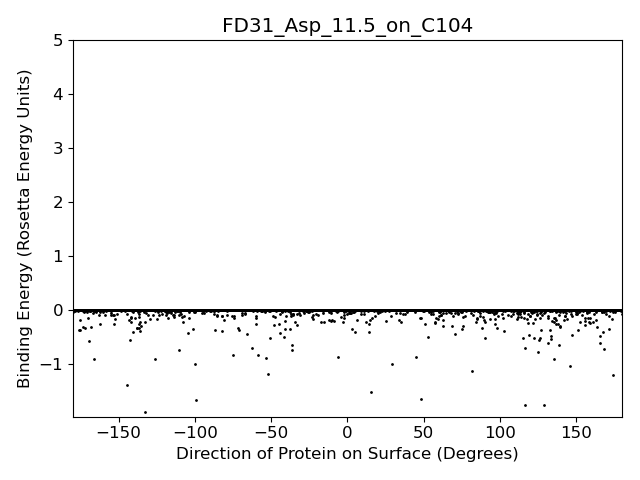 FD31_Asp_11.5_on_C104
Binding Energy (Rosetta Energy Units)
5
4
3
2
1
0
−1
−150 −100 −50 0 50 100 150
Direction of Protein on Surface (Degrees)